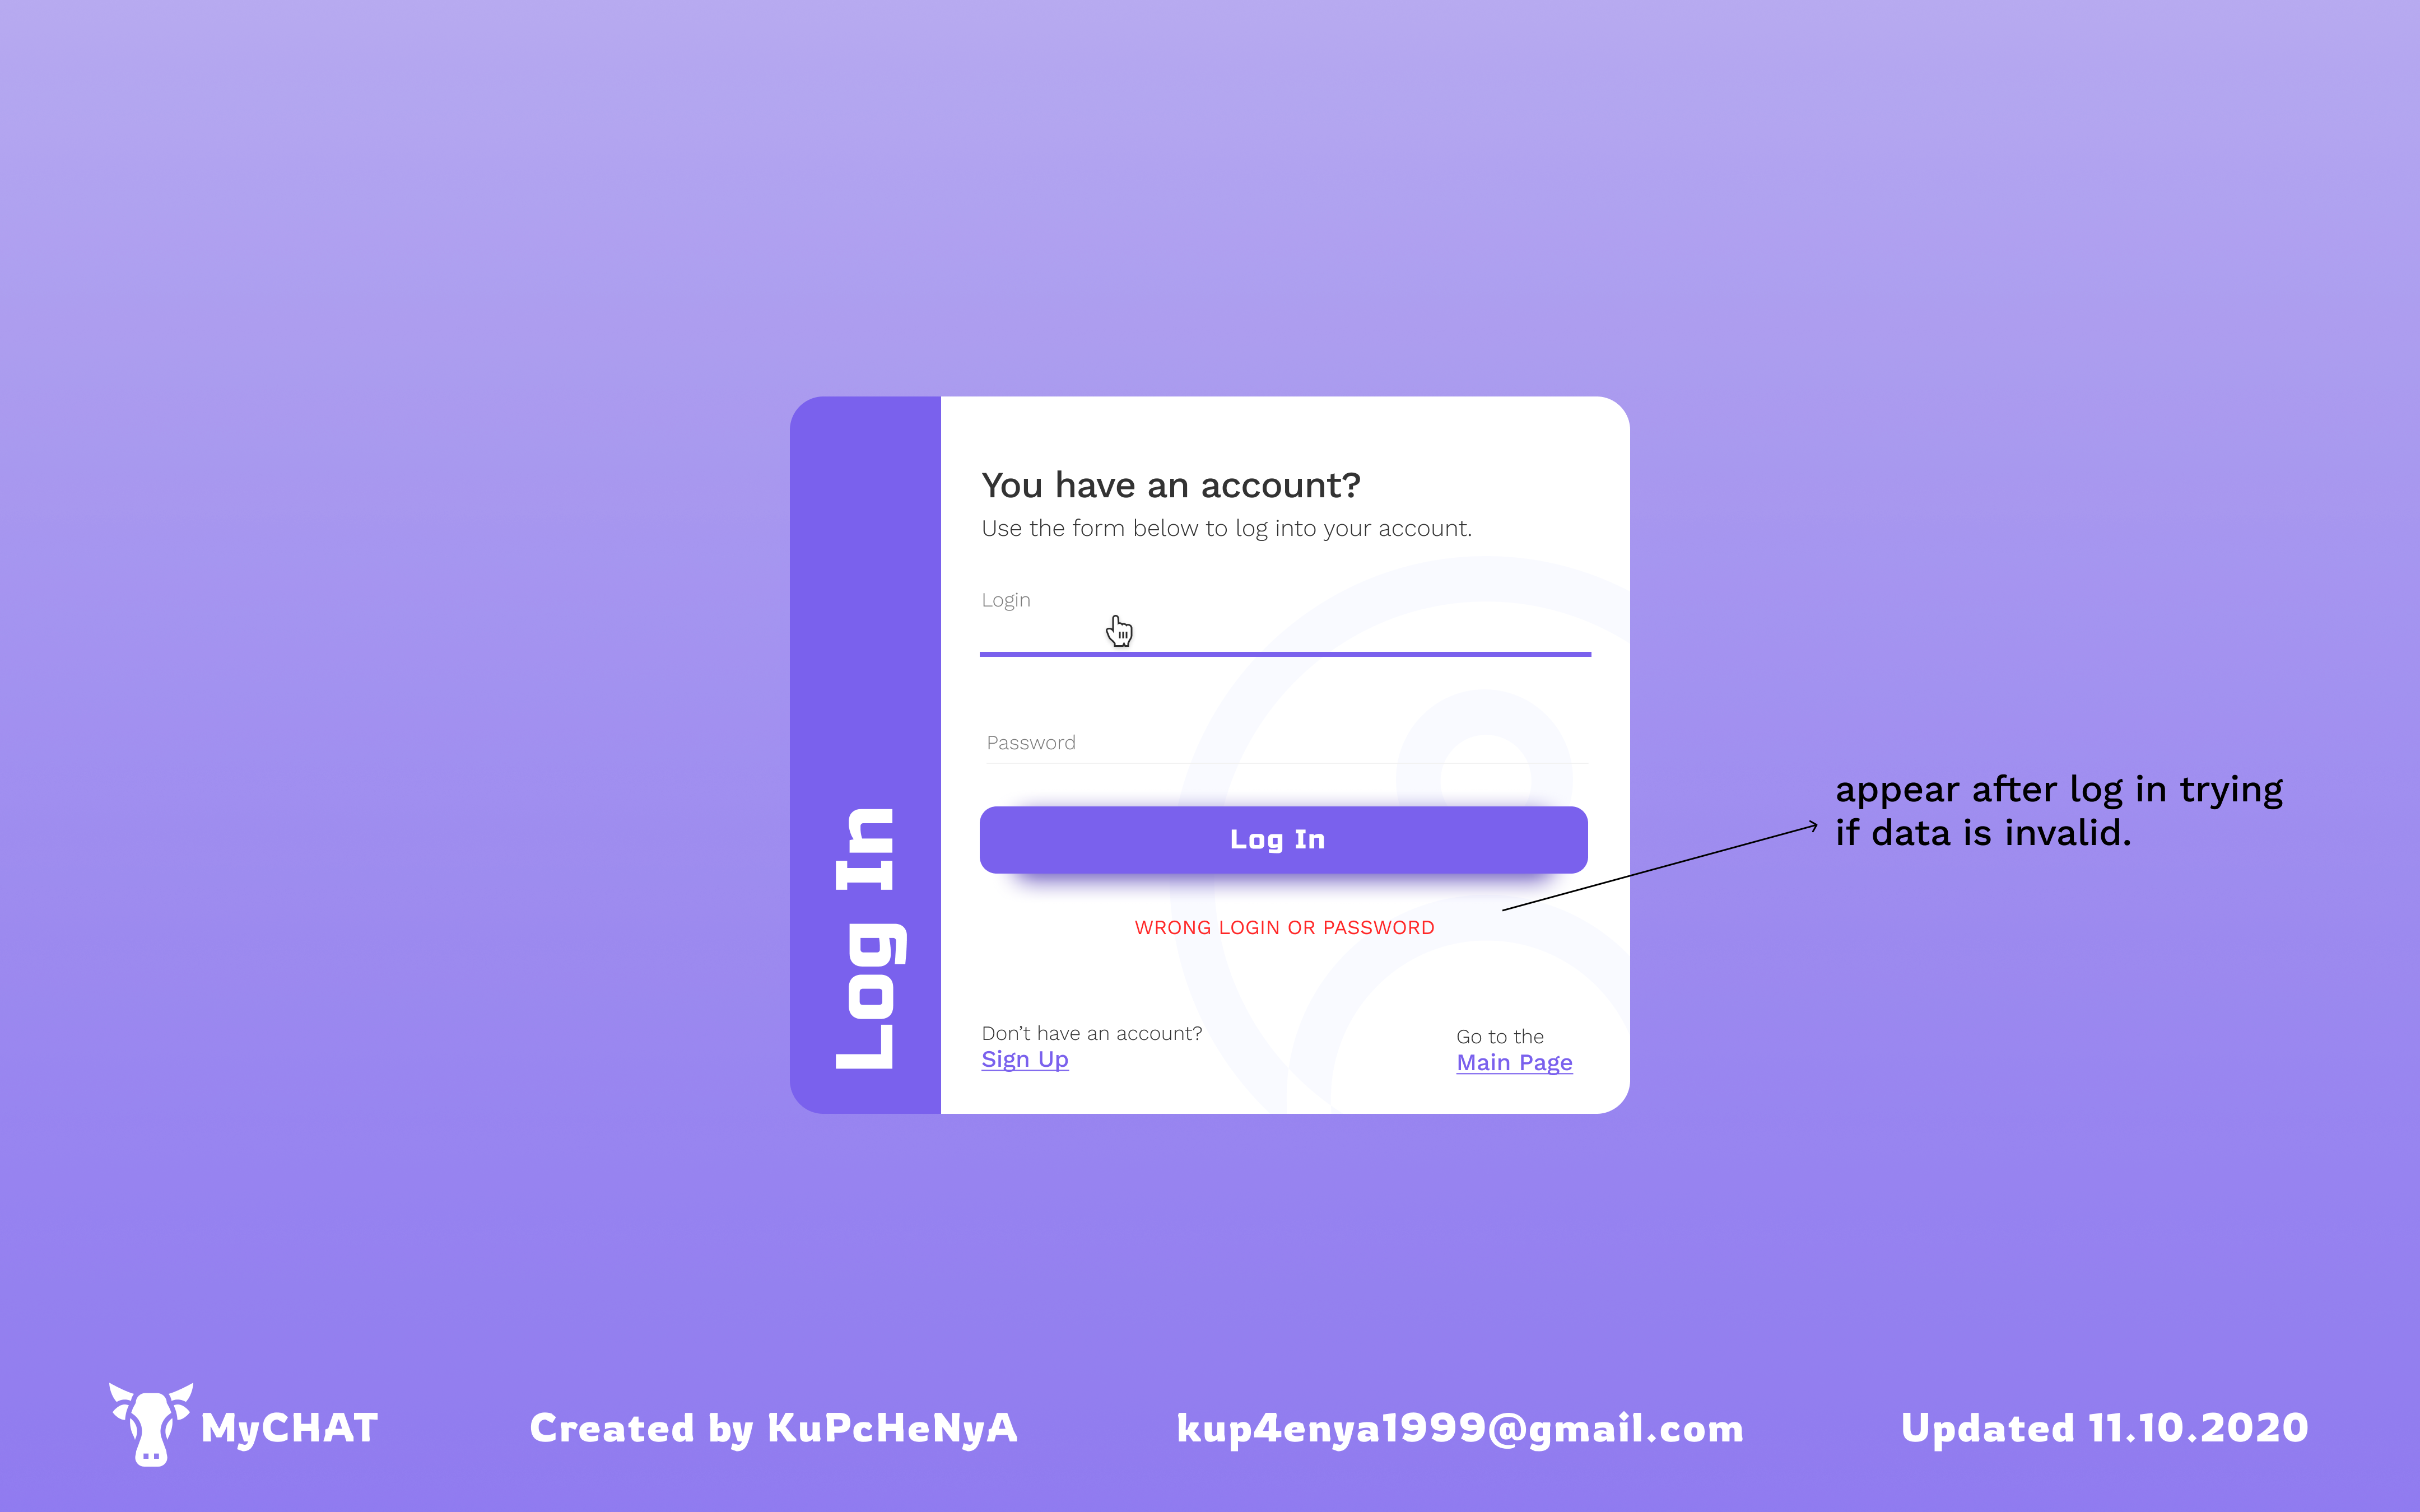 Log In
You have an account?
Use the form below to log into your account.
Login
Password
Log In
WRONG LOGIN OR PASSWORD
Don’t have an account?
Sign Up
Go to the
Main Page
appear after log in trying
if data is invalid.
MyCHAT
Created by KuPcHeNyA
kup4enya1999@gmail.com
Updated 11.10.2020